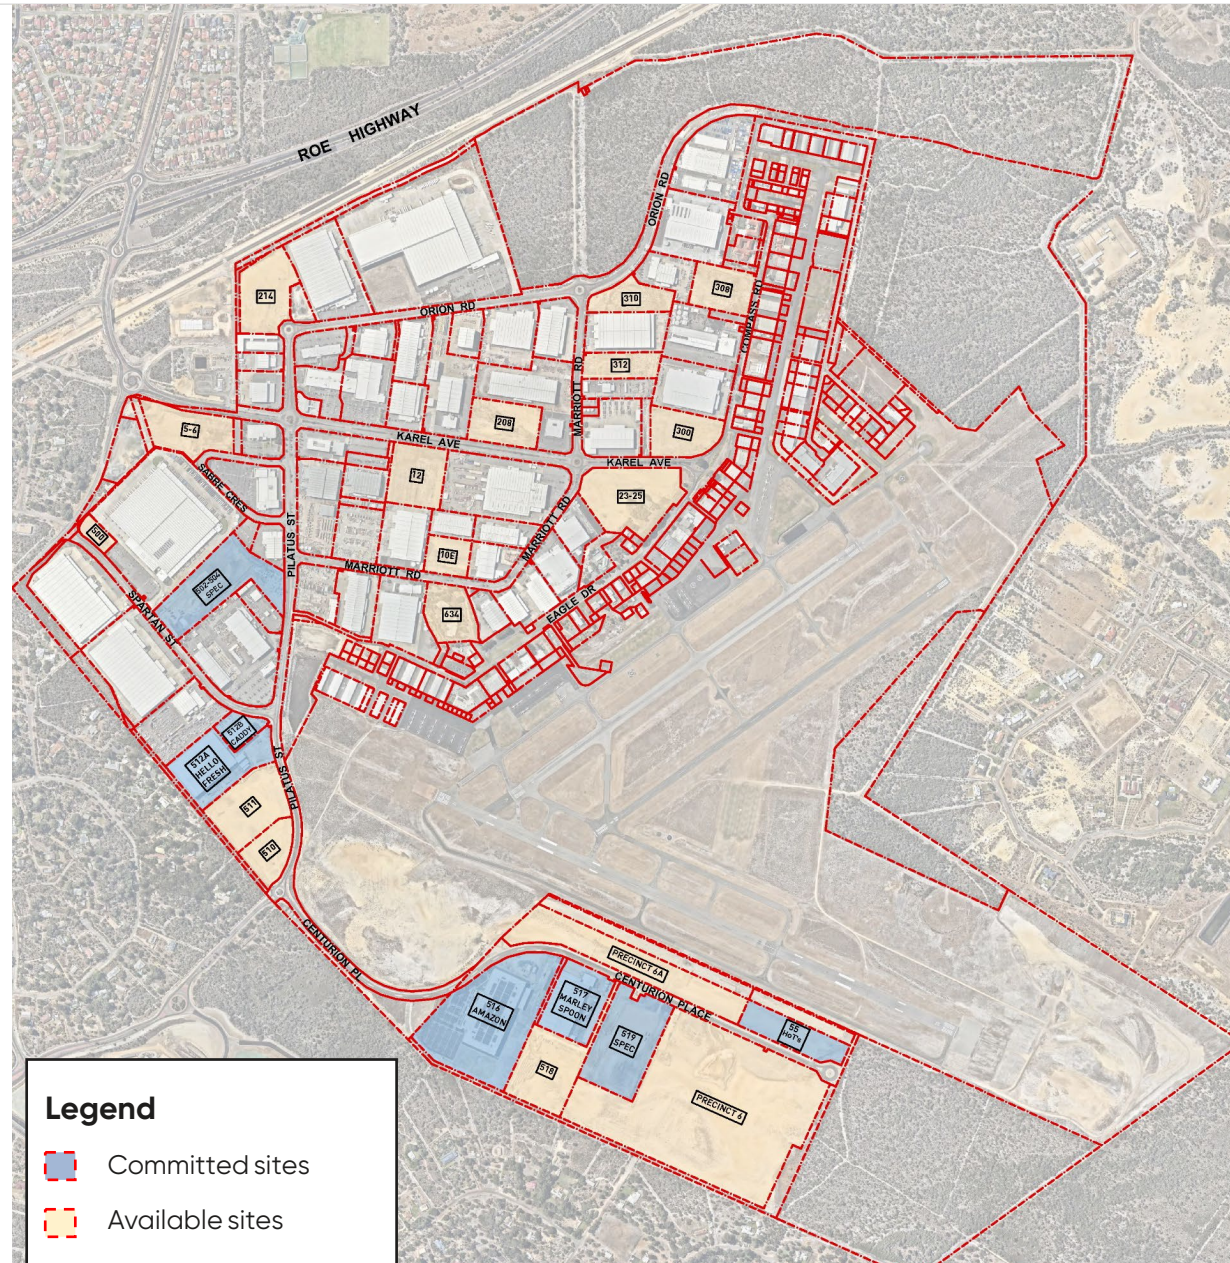 ROE HIGHWAY
ORION RD
214
ORION RD
310
308
COMPASS RD
312
MARRIOTT RD
208
300
5-6
KAREL AVE
KAREL AVE
12
23-25
SABRE CRES
500
PILATUS ST
10E
MARRIOTT RD
MARRIOTT RD
502-504
SPEC
SPARTAN ST
634
EAGLE DR
512B
CADDY
512A
HELLO
FRESH
PILATUS ST
511
510
CENTURION PL
PRECINCT 6A
CENTURION PLACE
516
AMAZON
517
MARLEY
SPOON
519
SPEC
55
HoT's
518
PRECINCT 6
Legend
Committed sites
Available sites